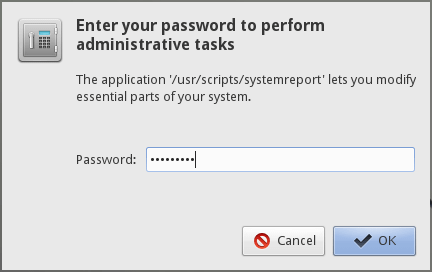 Enter your password to perform
administrative tasks
The application '/usr/scripts/systemreport' lets you modify
essential parts of your system.
Password: •••••••••
Cancel OK